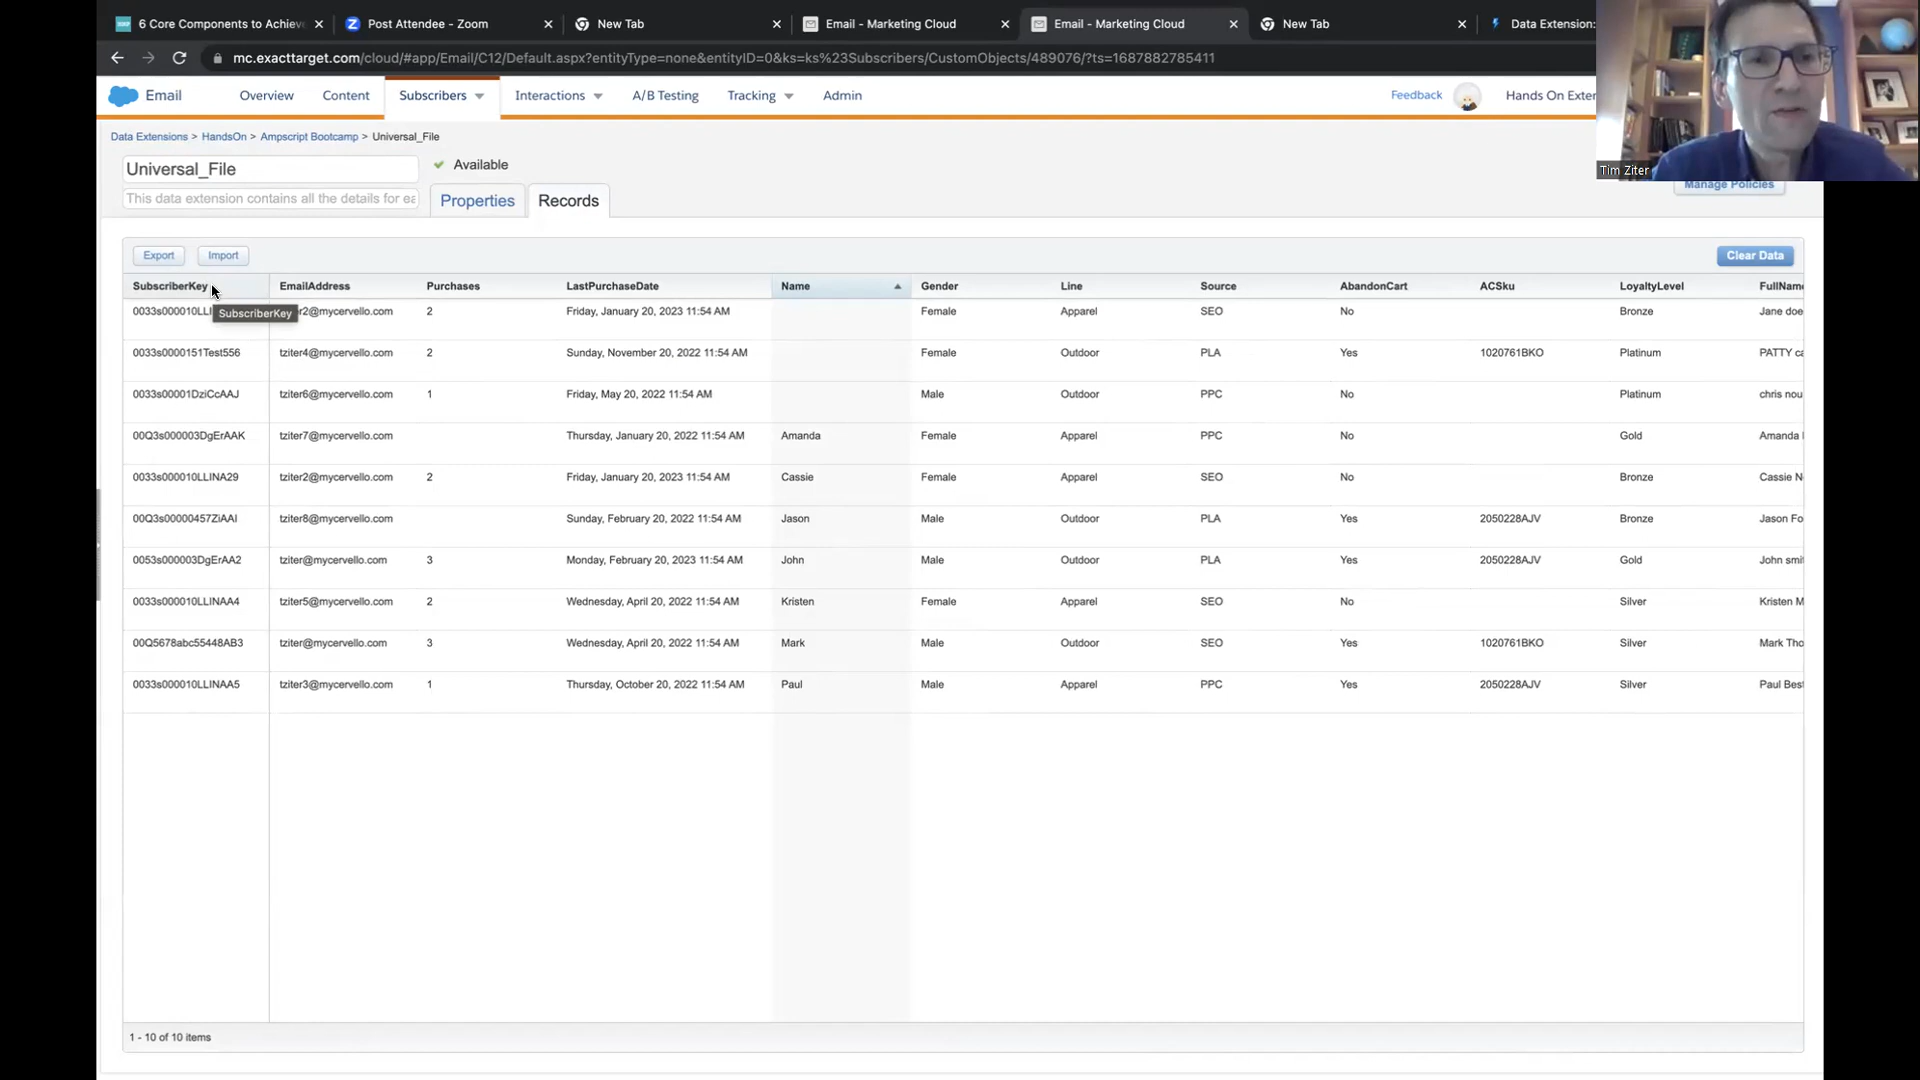 6 Core Components to Achiev
Post Attendee - Zoom
New Tab
Email - Marketing Cloud
Email - Marketing Cloud
New Tab
Data Extension:
mc.exacttarget.com/cloud/#app/Email/C12/Default.aspx?entityType=none&entityID=0&ks=ks%23Subscribers/CustomObjects/489076/?ts=1687882785411
Email Overview Content Subscribers Interactions A/B Testing Tracking Admin Feedback Hands On Exter
Data Extensions > HandsOn > Ampscript Bootcamp > Universal_File
Universal_File
Available
Tim Ziter
This data extension contains all the details for ea
Properties Records
Manage Policies
Export Import Clear Data
SubscriberKey EmailAddress Purchases LastPurchaseDate Name Gender Line Source AbandonCart ACSku LoyaltyLevel FullName
0033s000010LLI r2@mycervello.com 2 Friday, January 20, 2023 11:54 AM Female Apparel SEO No Bronze Jane doe
SubscriberKey
0033s0000151Test556 tziter4@mycervello.com 2 Sunday, November 20, 2022 11:54 AM Female Outdoor PLA Yes 1020761BKO Platinum PATTY ca
0033s00001DziCcAAJ tziter6@mycervello.com 1 Friday, May 20, 2022 11:54 AM Male Outdoor PPC No Platinum chris nou
00Q3s000003DgErAAK tziter7@mycervello.com Thursday, January 20, 2022 11:54 AM Amanda Female Apparel PPC No Gold Amanda
0033s000010LLINA29 tziter2@mycervello.com 2 Friday, January 20, 2023 11:54 AM Cassie Female Apparel SEO No Bronze Cassie N
00Q3s00000457ZiAAI tziter8@mycervello.com Sunday, February 20, 2022 11:54 AM Jason Male Outdoor PLA Yes 2050228AJV Bronze Jason Fo
0053s000003DgErAA2 tziter@mycervello.com 3 Monday, February 20, 2023 11:54 AM John Male Outdoor PLA Yes 2050228AJV Gold John smi
0033s000010LLINAA4 tziter5@mycervello.com 2 Wednesday, April 20, 2022 11:54 AM Kristen Female Apparel SEO No Silver Kristen M
00Q5678abc55448AB3 tziter@mycervello.com 3 Wednesday, April 20, 2022 11:54 AM Mark Male Outdoor SEO Yes 1020761BKO Silver Mark Tho
0033s000010LLINAA5 tziter3@mycervello.com 1 Thursday, October 20, 2022 11:54 AM Paul Male Apparel PPC Yes 2050228AJV Silver Paul Best
1 - 10 of 10 items